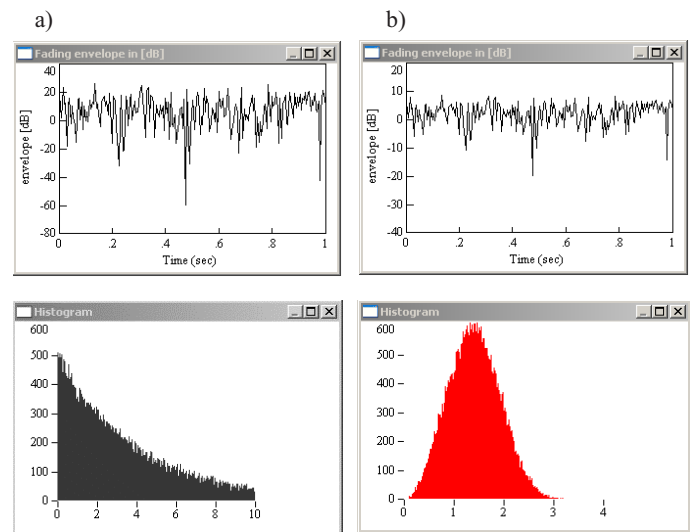 a)
b)
Fading envelope in [dB]
Fading envelope in [dB]
envelope [dB]
40
20
0
-20
-40
-60
-80
0 .2 .4 .6 .8 1
Time (sec)
envelope [dB]
20
10
0
-10
-20
-30
-40
0 .2 .4 .6 .8 1
Time (sec)
Histogram
Histogram
600
500
400
300
200
100
0
0 2 4 6 8 10
600
500
400
300
200
100
0
0 1 2 3 4